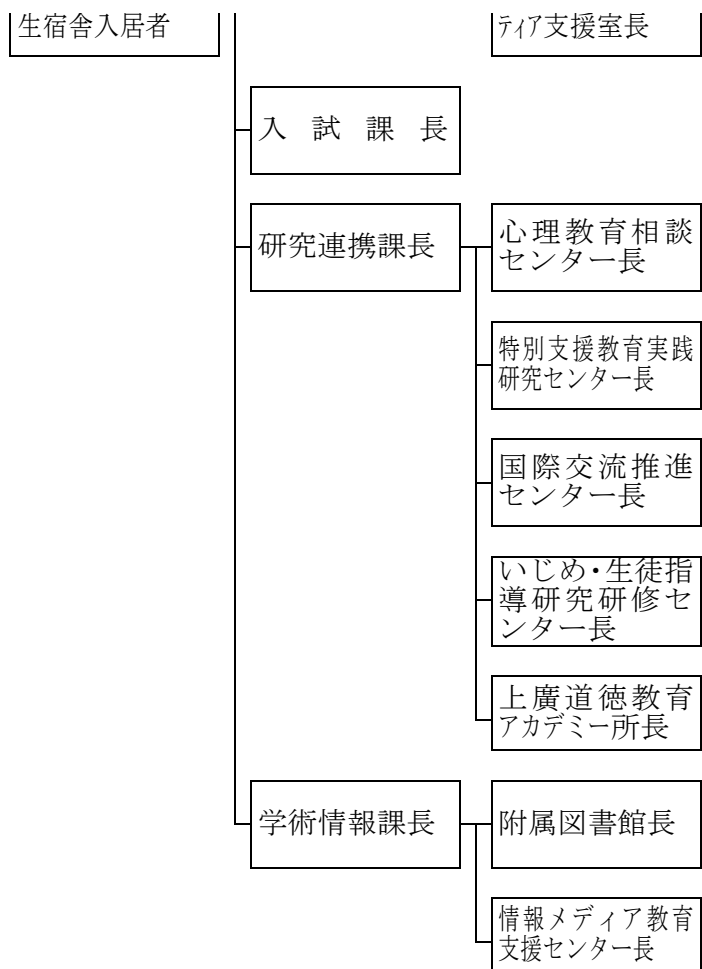 生宿舎入居者
ティア支援室長
入試課長
研究連携課長
心理教育相談
センター長
特別支援教育実践
研究センター長
国際交流推進
センター長
いじめ・生徒指
導研究研修セ
ンター長
上廣道徳教育
アカデミー所長
学術情報課長
附属図書館長
情報メディア教育
支援センター長